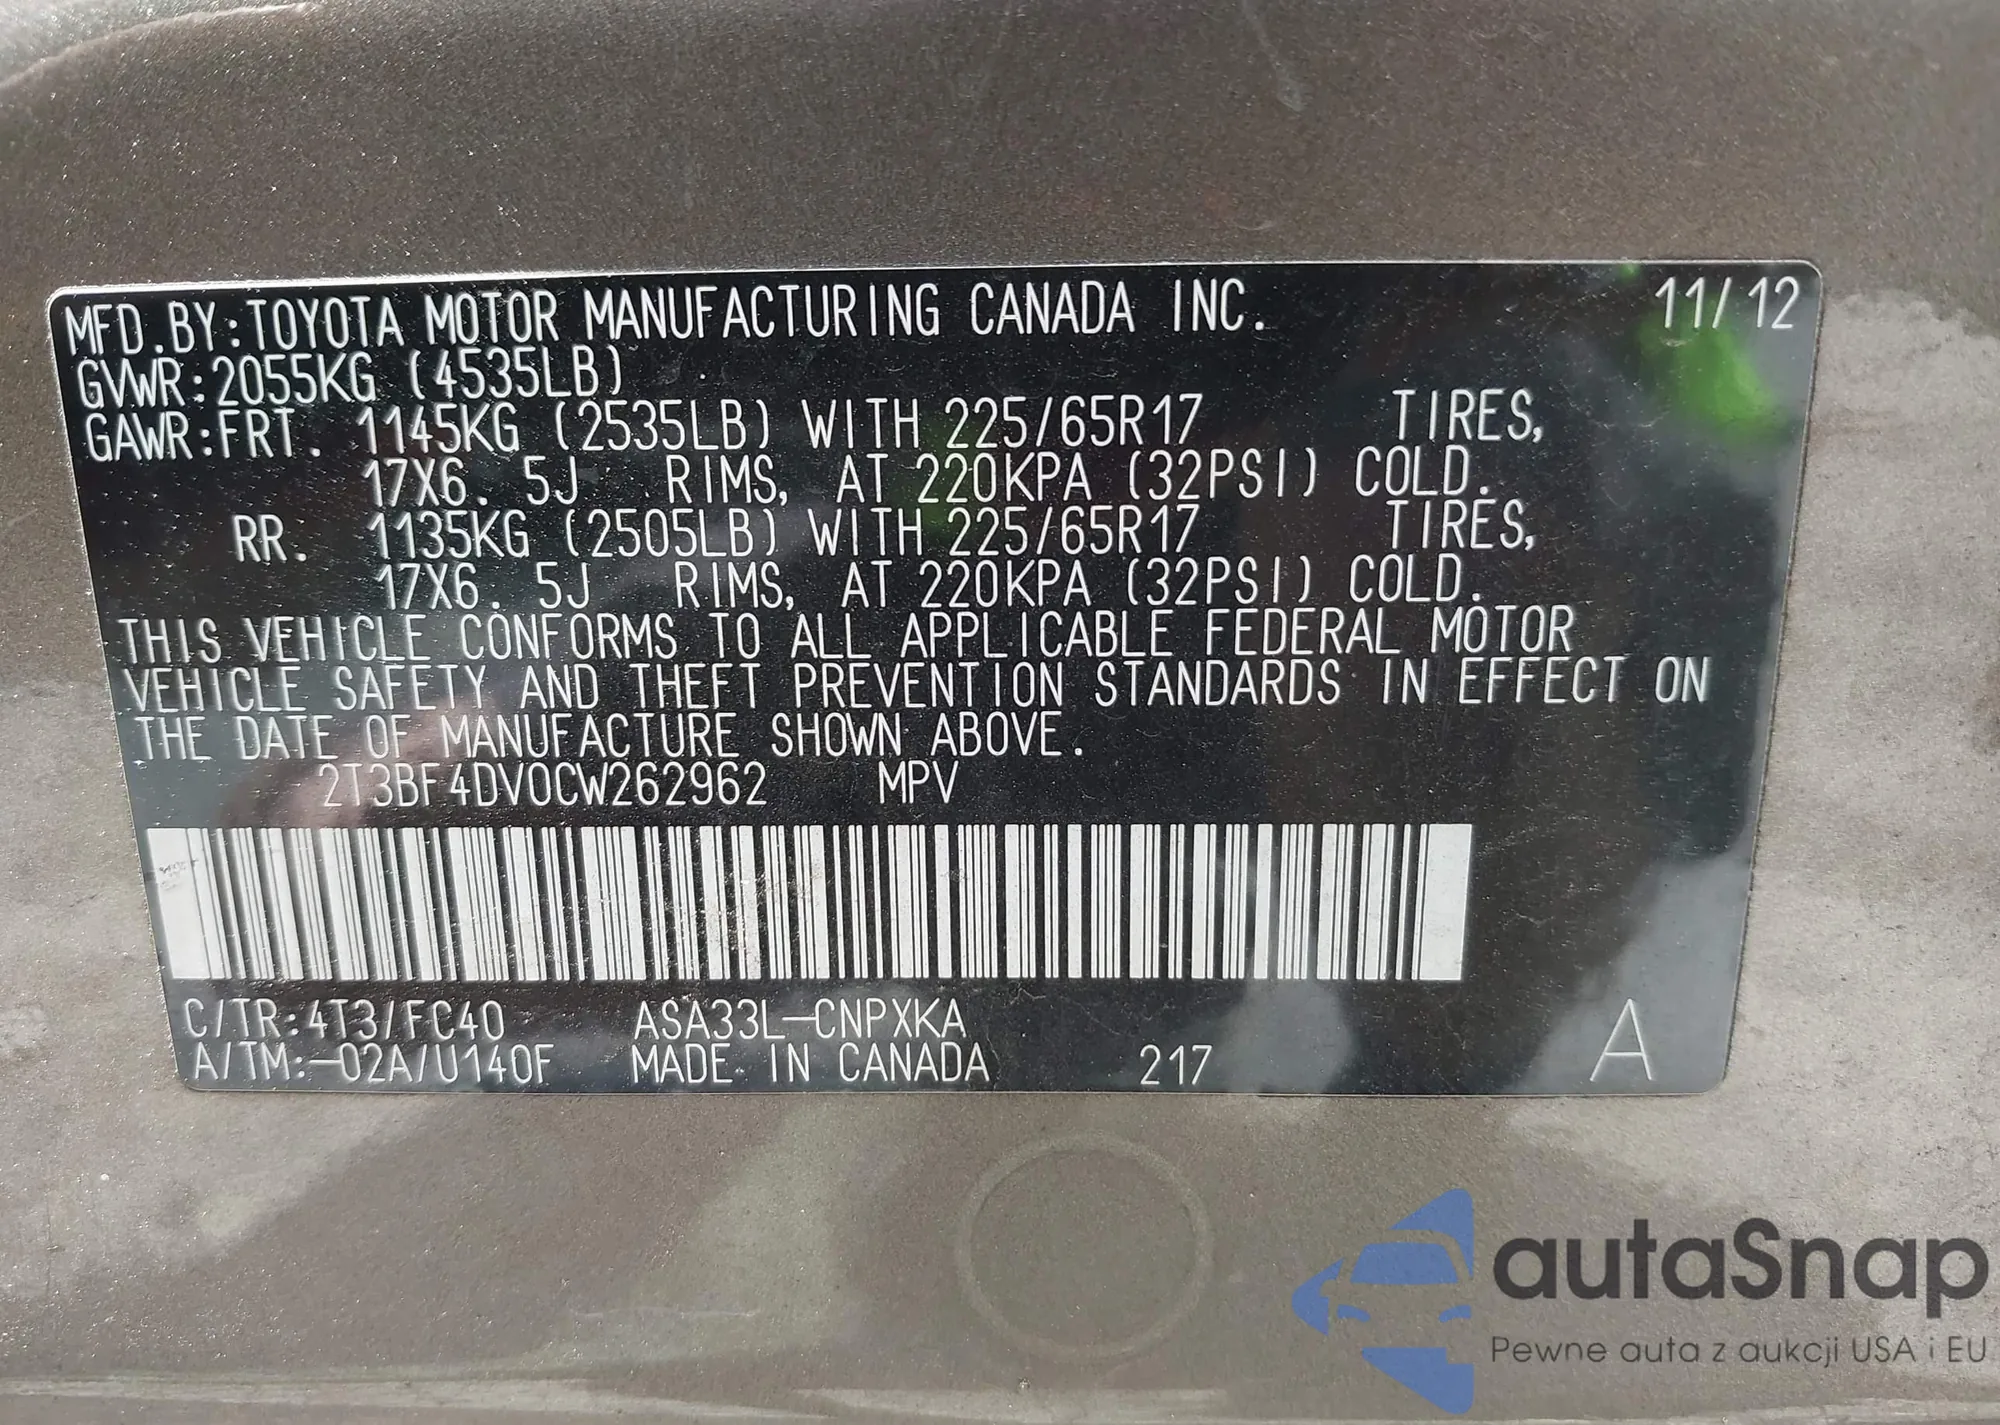 MFD.BY:TOYOTA MOTOR MANUFACTURING CANADA INC. 11/12
GVWR:2055KG (4535LB)
GAWR:FRT. 1145KG (2535LB) WITH 225/65R17 TIRES,
17X6.5J RIMS, AT 220KPA (32PSI) COLD.
RR. 1135KG (2505LB) WITH 225/65R17 TIRES,
17X6.5J RIMS, AT 220KPA (32PSI) COLD.
THIS VEHICLE CONFORMS TO ALL APPLICABLE FEDERAL MOTOR
VEHICLE SAFETY AND THEFT PREVENTION STANDARDS IN EFFECT ON
THE DATE OF MANUFACTURE SHOWN ABOVE.
2T3BF4DV0CW262962 MPV
C/TR:4T3/FC40 ASA33L-CNPXKA
A/TM:-02A/U140F MADE IN CANADA 217 A
autaSnap
Pewne auta z aukcji USA i EU